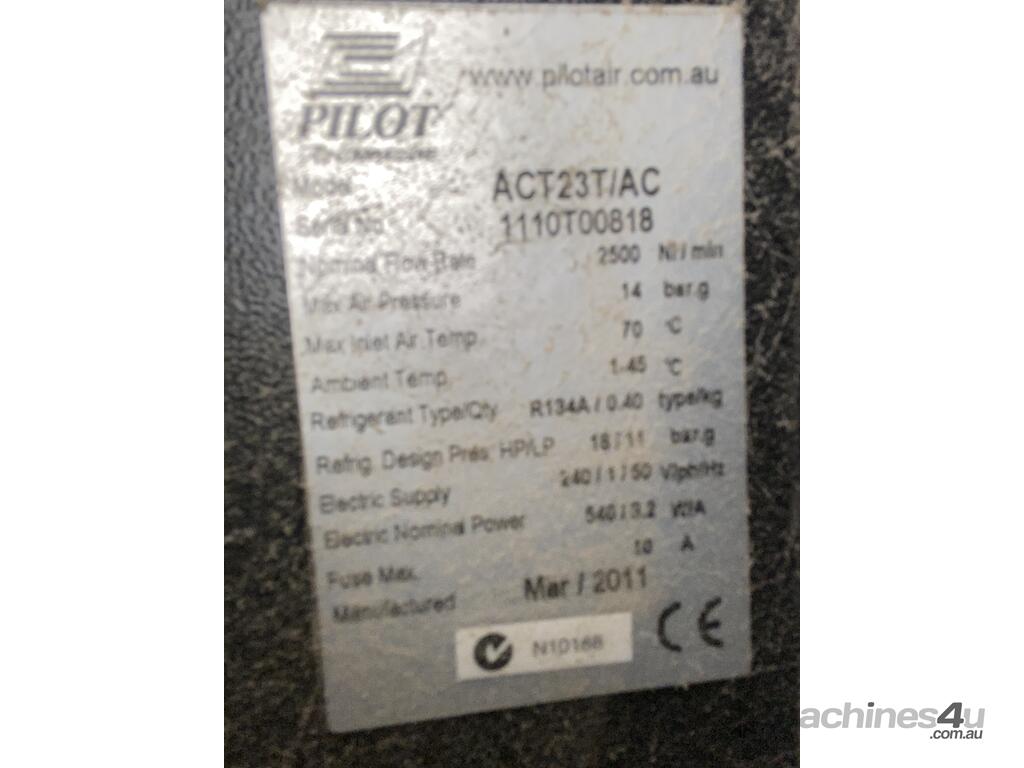 www.pilotair.com.au
PILOT
Model ACT23T/AC
Serial No 1110T00818
Nominal Flow Rate 2500 Nl / min
Max Air Pressure 14 bar.g
Max Inlet Air Temp. 70 °C
Ambient Temp. 1-45 °C
Refrigerant Type/Qty R134A / 0.40 type/kg
Refrig. Design Pres. HP/LP 18 / 11 bar.g
Electric Supply 240 / 1 / 50 V/ph/Hz
Electric Nominal Power 540 / 3.2 W/A
Fuse Max. 10 A
Manufactured Mar / 2011
N10168
CE
machines4u
.com.au